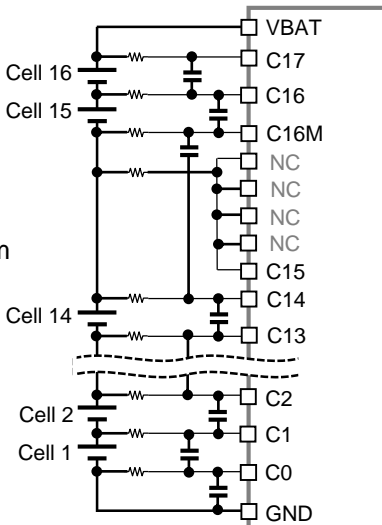 VBAT
C17
Cell 16
C16
Cell 15
C16M
NC
NC
NC
NC
C15
C14
Cell 14
C13
C2
Cell 2
C1
Cell 1
C0
GND